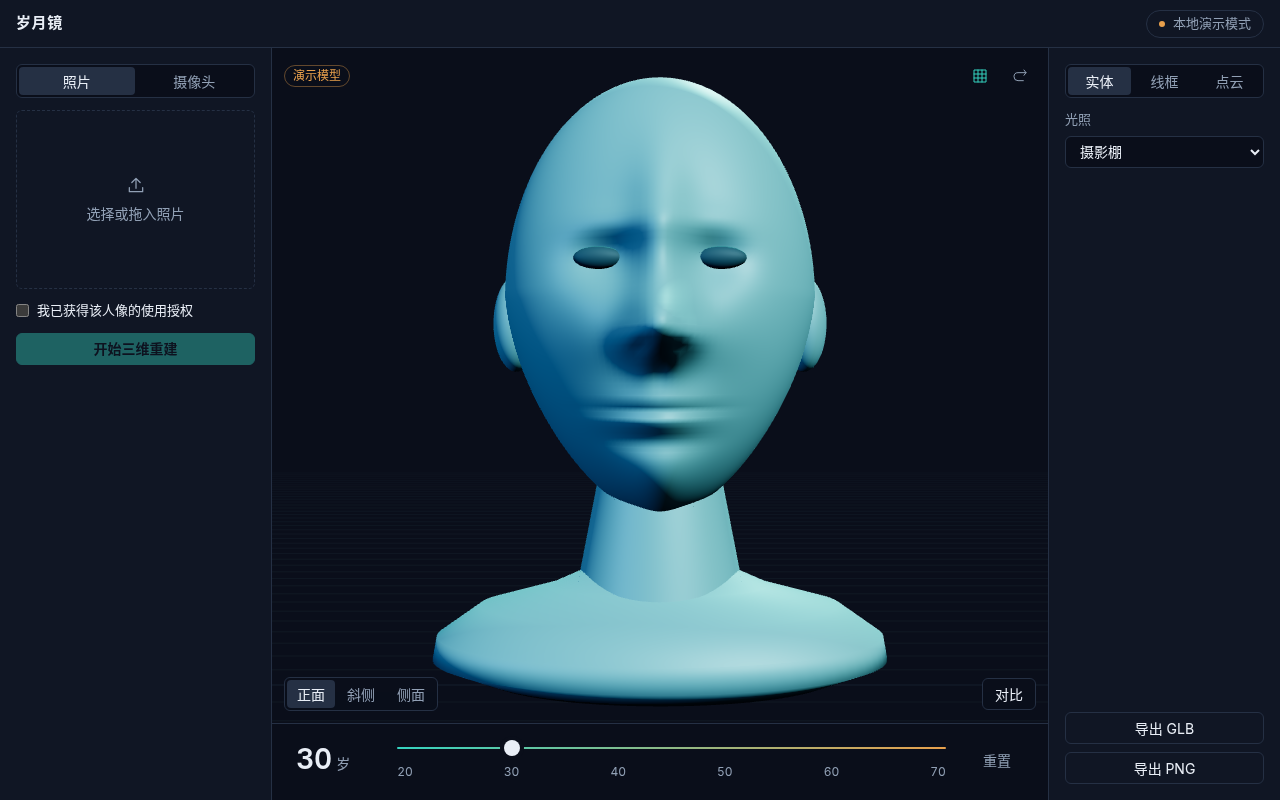 岁月镜
本地演示模式
照片
摄像头
选择或拖入照片
我已获得该人像的使用授权
开始三维重建
演示模型
正面
斜侧
侧面
对比
30 岁
20
30
40
50
60
70
重置
实体
线框
点云
光照
摄影棚
导出 GLB
导出 PNG